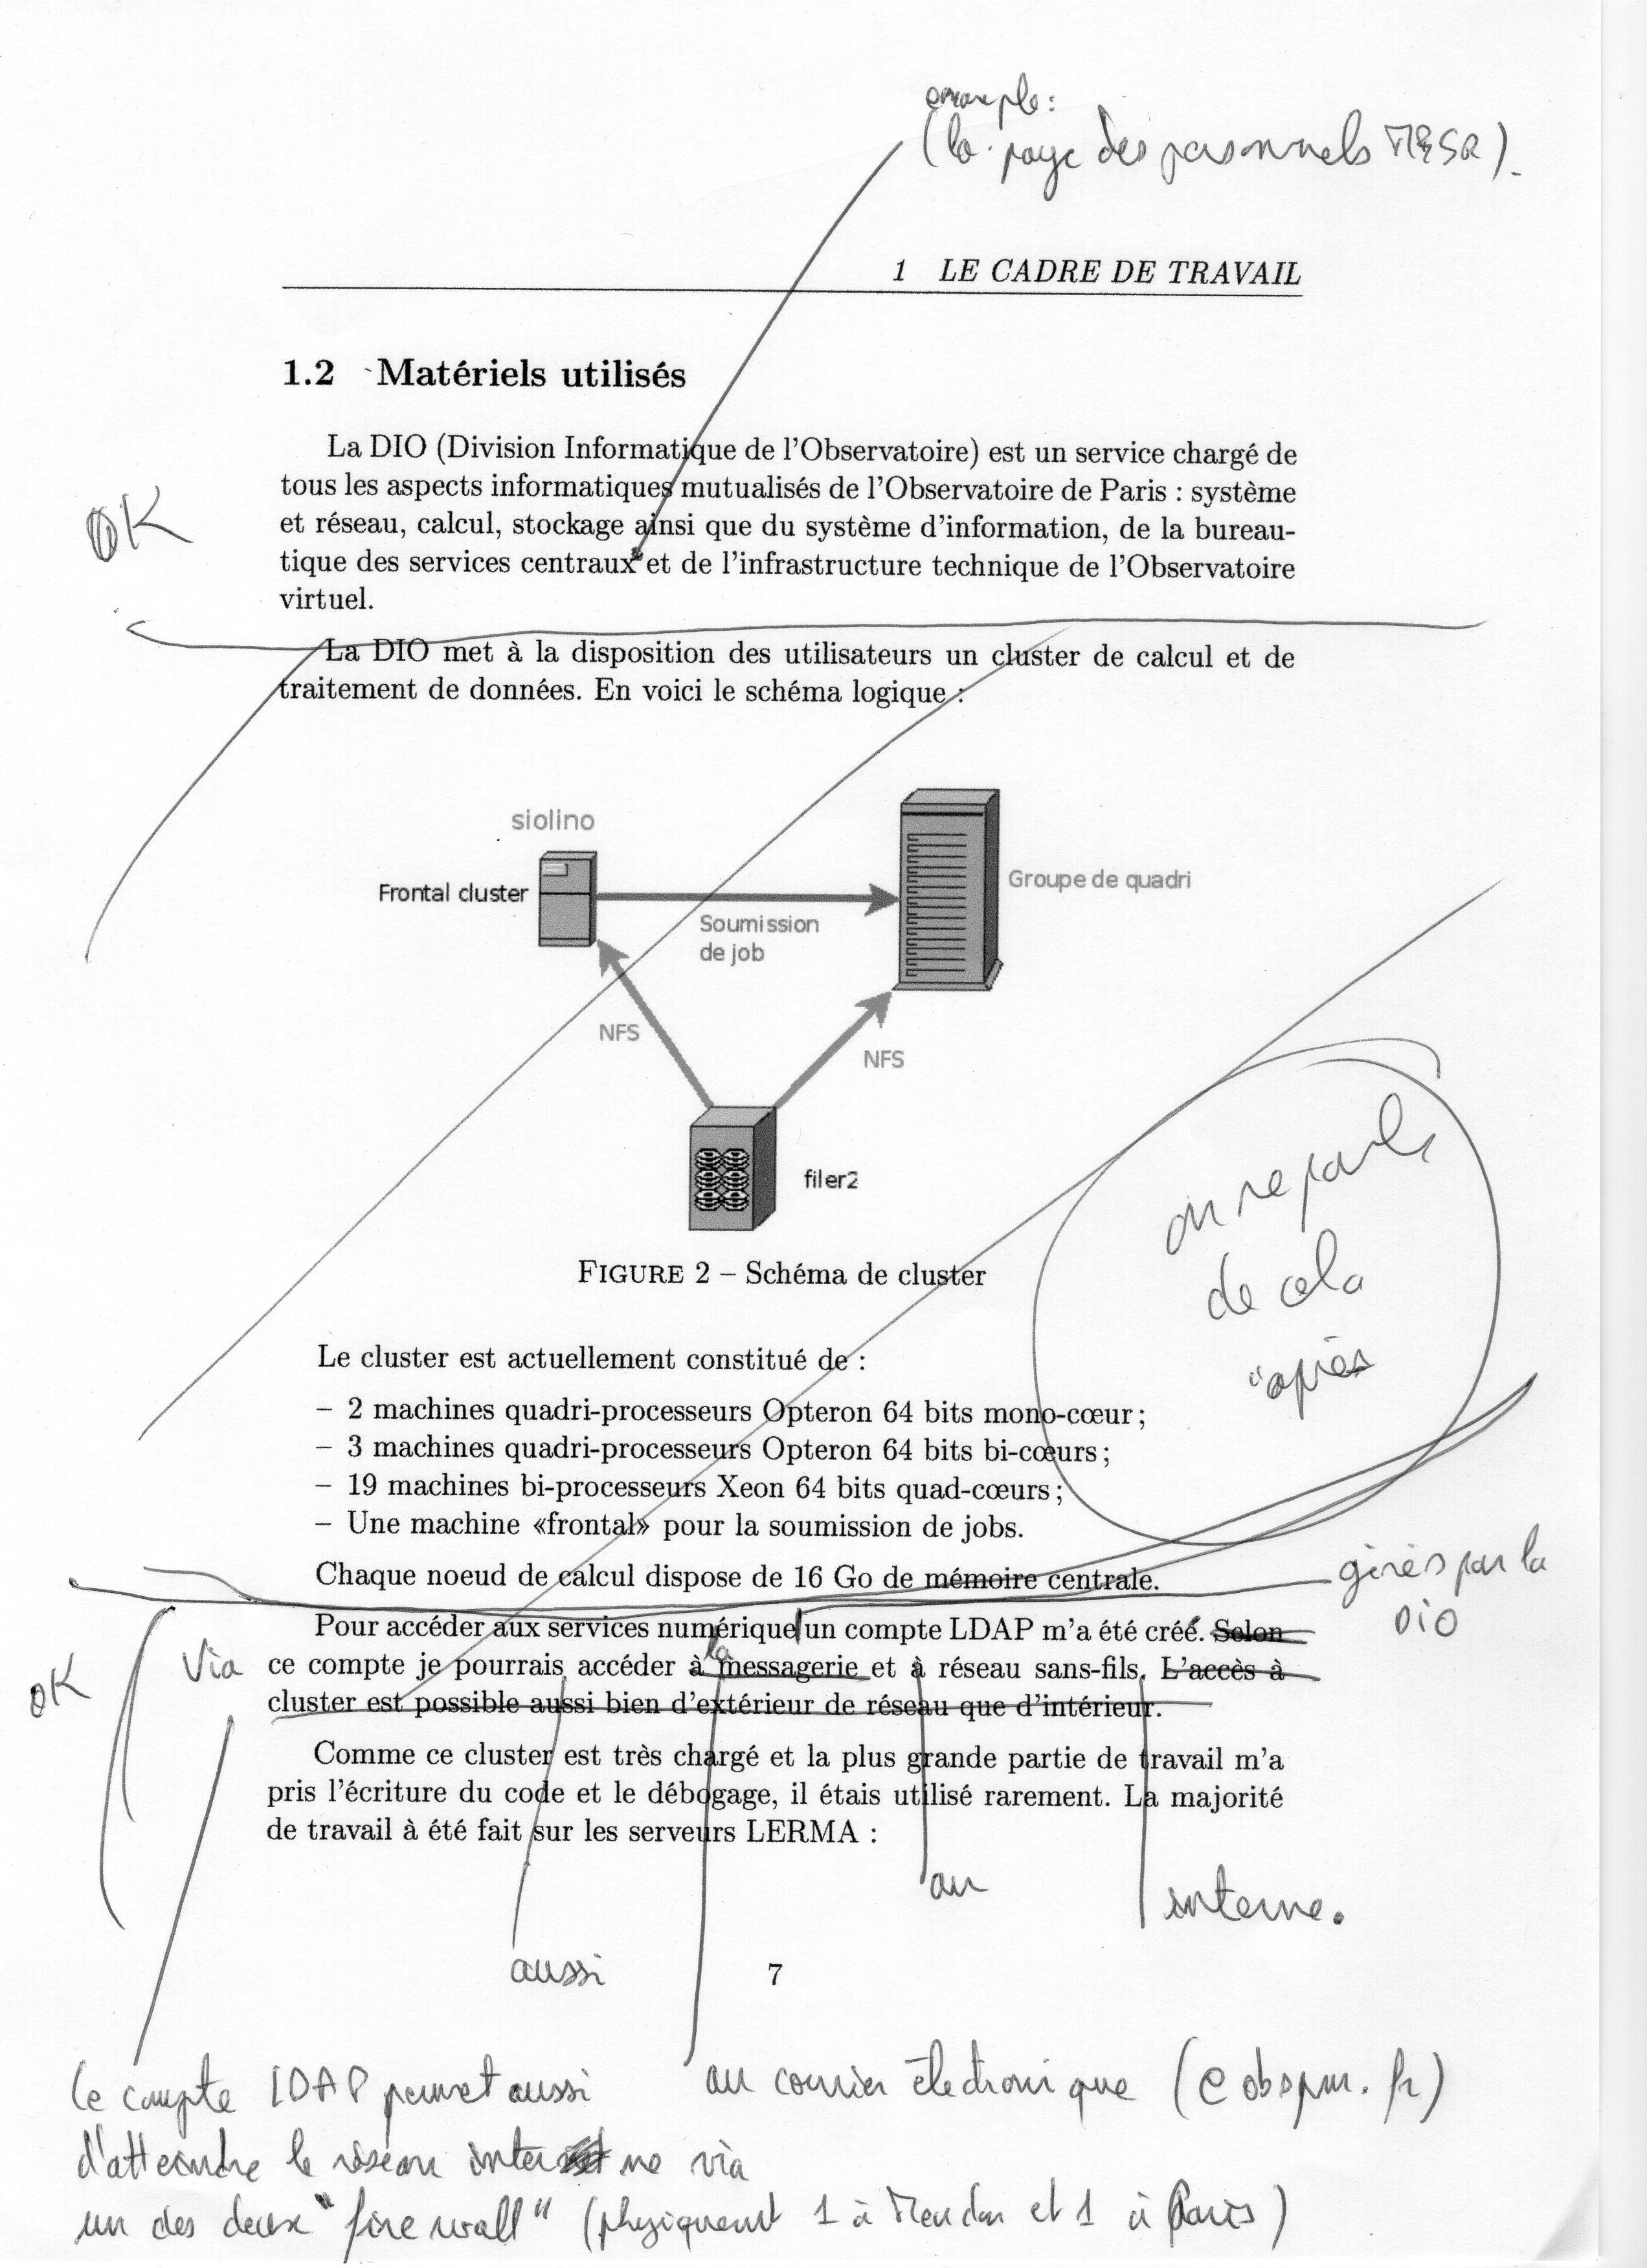 exemple :
(la paye des personnels MESR).
1 LE CADRE DE TRAVAIL
1.2 Matériels utilisés
La DIO (Division Informatique de l'Observatoire) est un service chargé de
tous les aspects informatiques mutualisés de l'Observatoire de Paris : système
OK
et réseau, calcul, stockage ainsi que du système d'information, de la bureau-
tique des services centraux et de l'infrastructure technique de l'Observatoire
virtuel.
La DIO met à la disposition des utilisateurs un cluster de calcul et de
traitement de données. En voici le schéma logique :
siolino
Frontal cluster
Groupe de quadri
Soumission
de job
NFS
NFS
filer2
FIGURE 2 – Schéma de cluster
on reparle
de cela
"après
Le cluster est actuellement constitué de :
– 2 machines quadri-processeurs Opteron 64 bits mono-cœur ;
– 3 machines quadri-processeurs Opteron 64 bits bi-cœurs ;
– 19 machines bi-processeurs Xeon 64 bits quad-cœurs ;
– Une machine «frontal» pour la soumission de jobs.
Chaque noeud de calcul dispose de 16 Go de mémoire centrale.
gérés par la
DIO
Pour accéder aux services numérique un compte LDAP m'a été créé. Selon
la
OK
Via
ce compte je pourrais accéder à messagerie et à réseau sans-fils. L'accès à
cluster est possible aussi bien d'extérieur de réseau que d'intérieur.
Comme ce cluster est très chargé et la plus grande partie de travail m'a
pris l'écriture du code et le débogage, il étais utilisé rarement. La majorité
de travail à été fait sur les serveurs LERMA :
au
interne.
aussi
7
au courrier électronique (@obspm.fr)
Le compte LDAP permet aussi
d'atteindre le réseau interne via
un des deux "firewall" (physiquement 1 à Meudon et 1 à Paris)